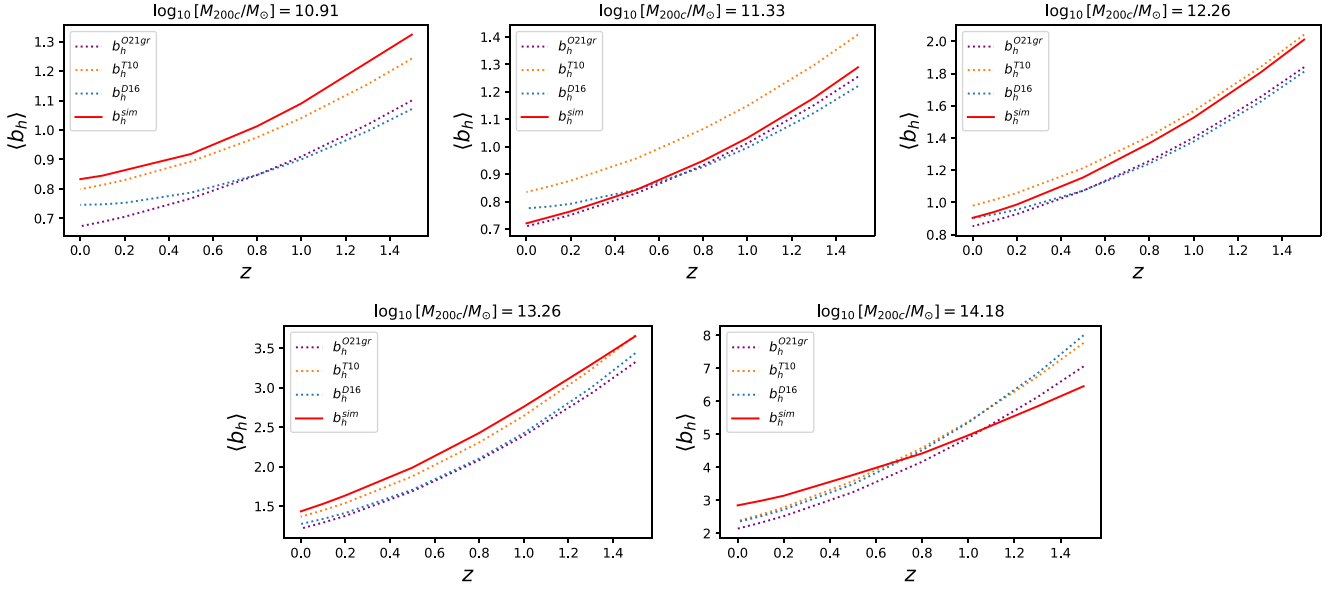 log₁₀ [M₂₀₀c/M⊙] = 10.91
⟨b_h⟩
1.3
1.2
1.1
1.0
0.9
0.8
0.7
b_h^{O21gr}
b_h^{T10}
b_h^{D16}
b_h^{sim}
0.0 0.2 0.4 0.6 0.8 1.0 1.2 1.4
z
log₁₀ [M₂₀₀c/M⊙] = 11.33
⟨b_h⟩
1.4
1.3
1.2
1.1
1.0
0.9
0.8
0.7
b_h^{O21gr}
b_h^{T10}
b_h^{D16}
b_h^{sim}
0.0 0.2 0.4 0.6 0.8 1.0 1.2 1.4
z
log₁₀ [M₂₀₀c/M⊙] = 12.26
⟨b_h⟩
2.0
1.8
1.6
1.4
1.2
1.0
0.8
b_h^{O21gr}
b_h^{T10}
b_h^{D16}
b_h^{sim}
0.0 0.2 0.4 0.6 0.8 1.0 1.2 1.4
z
log₁₀ [M₂₀₀c/M⊙] = 13.26
⟨b_h⟩
3.5
3.0
2.5
2.0
1.5
b_h^{O21gr}
b_h^{T10}
b_h^{D16}
b_h^{sim}
0.0 0.2 0.4 0.6 0.8 1.0 1.2 1.4
z
log₁₀ [M₂₀₀c/M⊙] = 14.18
⟨b_h⟩
8
7
6
5
4
3
2
b_h^{O21gr}
b_h^{T10}
b_h^{D16}
b_h^{sim}
0.0 0.2 0.4 0.6 0.8 1.0 1.2 1.4
z